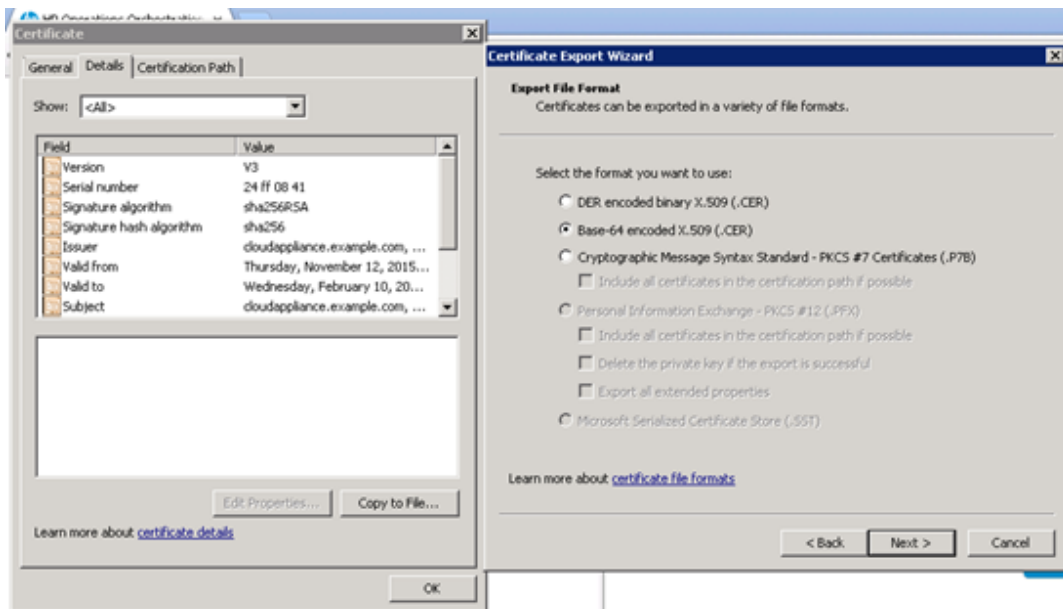 HP Operations Orchestration
Certificate
General Details Certification Path
Show: <All>
Field Value
Version V3
Serial number 24 ff 08 41
Signature algorithm sha256RSA
Signature hash algorithm sha256
Issuer cloudappliance.example.com, ...
Valid from Thursday, November 12, 2015...
Valid to Wednesday, February 10, 20...
Subject cloudappliance.example.com, ...
Edit Properties... Copy to File...
Learn more about certificate details
OK
Certificate Export Wizard
Export File Format
Certificates can be exported in a variety of file formats.
Select the format you want to use:
DER encoded binary X.509 (.CER)
Base-64 encoded X.509 (.CER)
Cryptographic Message Syntax Standard - PKCS #7 Certificates (.P7B)
Include all certificates in the certification path if possible
Personal Information Exchange - PKCS #12 (.PFX)
Include all certificates in the certification path if possible
Delete the private key if the export is successful
Export all extended properties
Microsoft Serialized Certificate Store (.SST)
Learn more about certificate file formats
< Back Next > Cancel